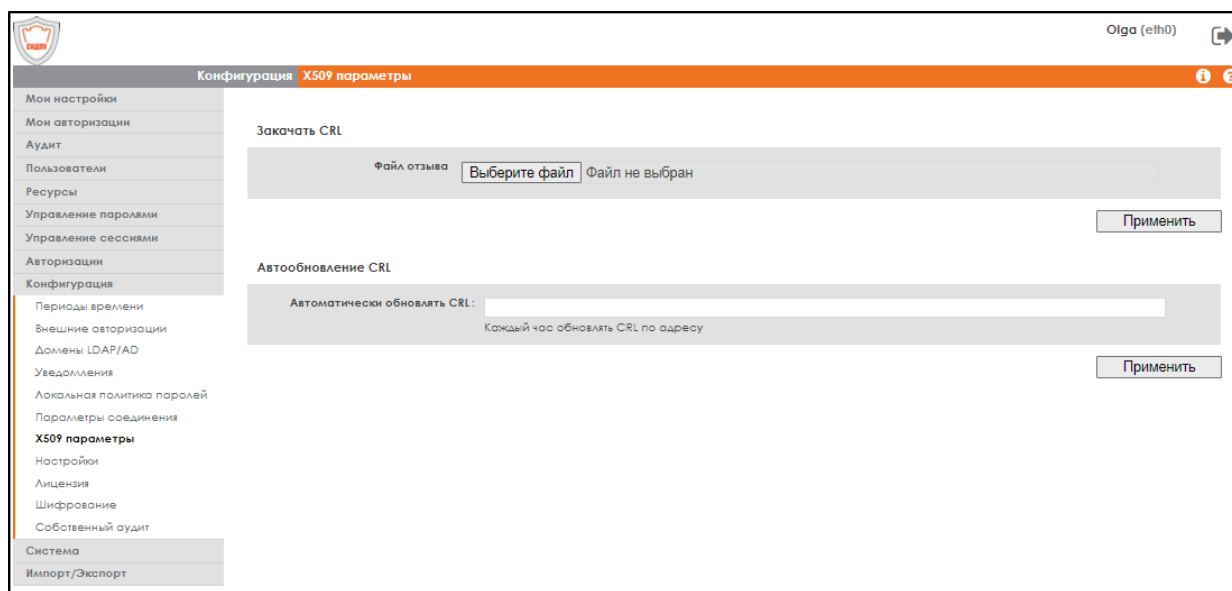 СКДПУ
Olga (eth0)
Конфигурация X509 параметры
Мои настройки
Мои авторизации
Аудит
Пользователи
Ресурсы
Управление паролями
Управление сессиями
Авторизации
Конфигурация
Периоды времени
Внешние авторизации
Домены LDAP/AD
Уведомления
Локальная политика паролей
Параметры соединения
X509 параметры
Настройки
Лицензия
Шифрование
Собственный аудит
Система
Импорт/Экспорт
Закачать CRL
Файл отзыва Выберите файл Файл не выбран
Применить
Автообновление CRL
Автоматически обновлять CRL:
Каждый час обновлять CRL по адресу
Применить